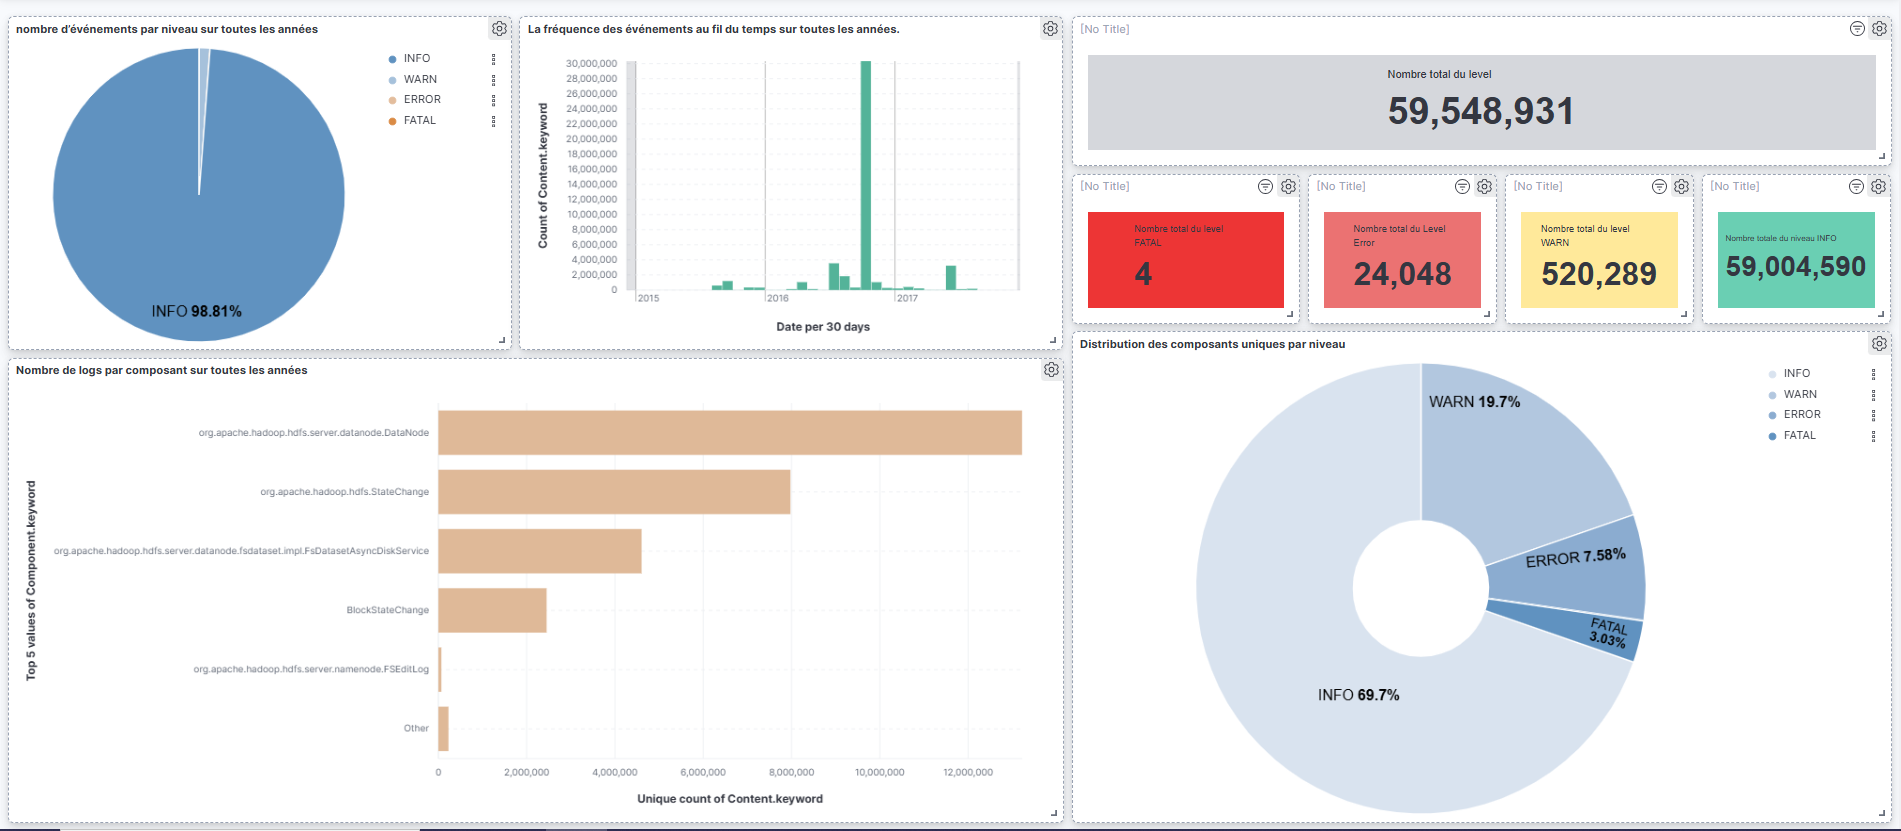 nombre d'événements par niveau sur toutes les années
INFO
WARN
ERROR
FATAL
INFO 98.81%
La fréquence des événements au fil du temps sur toutes les années.
Count of Content.keyword
30,000,000
28,000,000
26,000,000
24,000,000
22,000,000
20,000,000
18,000,000
16,000,000
14,000,000
12,000,000
10,000,000
8,000,000
6,000,000
4,000,000
2,000,000
0
2015
2016
2017
Date per 30 days
[No Title]
Nombre total du level
59,548,931
[No Title]
Nombre total du level
FATAL
4
[No Title]
Nombre total du Level
Error
24,048
[No Title]
Nombre total du level
WARN
520,289
[No Title]
Nombre totale du niveau INFO
59,004,590
Nombre de logs par composant sur toutes les années
Top 5 values of Component.keyword
org.apache.hadoop.hdfs.server.datanode.DataNode
org.apache.hadoop.hdfs.StateChange
org.apache.hadoop.hdfs.server.datanode.fsdataset.impl.FsDatasetAsyncDiskService
BlockStateChange
org.apache.hadoop.hdfs.server.namenode.FSEditLog
Other
0
2,000,000
4,000,000
6,000,000
8,000,000
10,000,000
12,000,000
Unique count of Content.keyword
Distribution des composants uniques par niveau
INFO
WARN
ERROR
FATAL
WARN 19.7%
ERROR 7.58%
FATAL
3.03%
INFO 69.7%